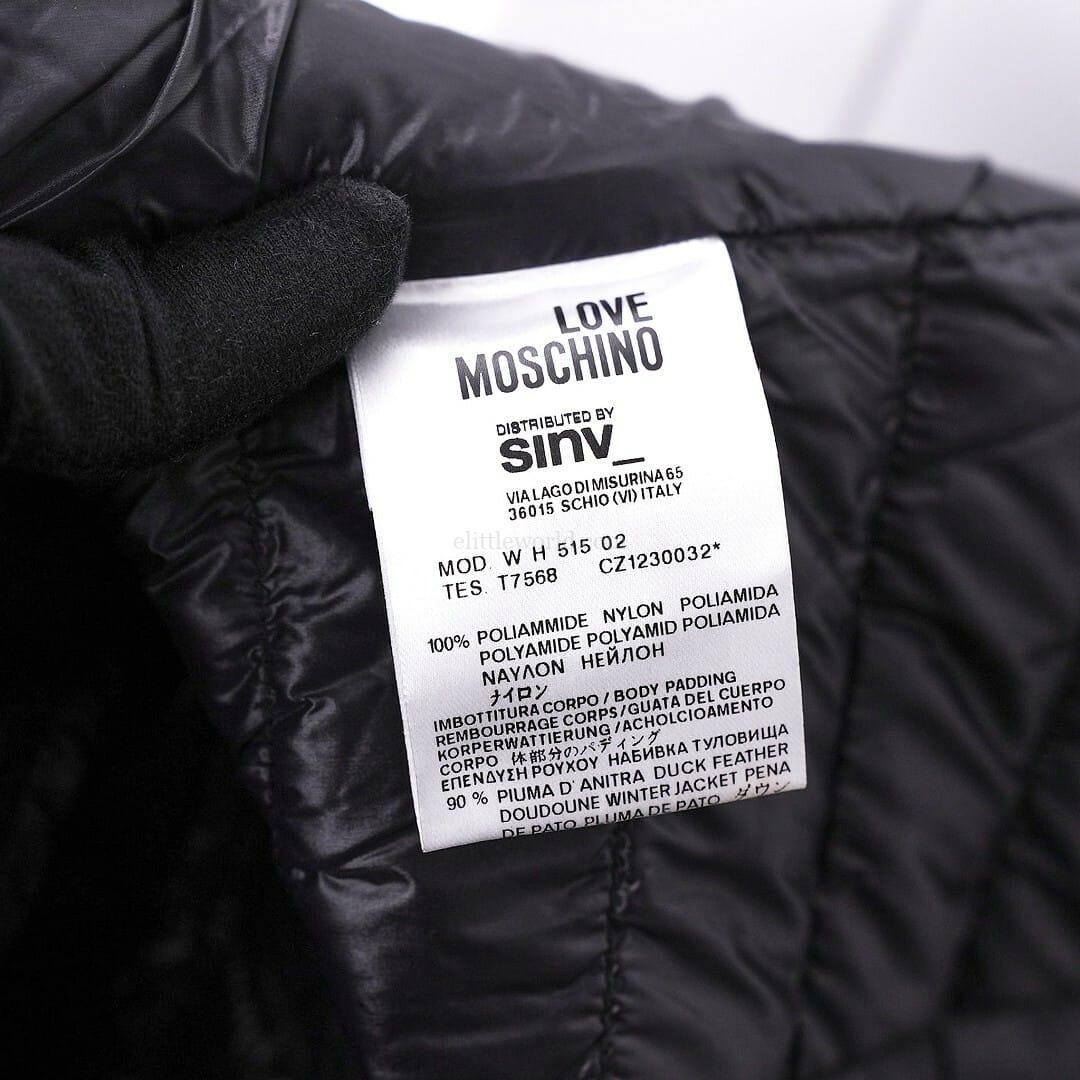 LOVE
MOSCHINO
DISTRIBUTED BY
sinv_
VIA LAGO DI MISURINA 65
36015 SCHIO (VI) ITALY
elittleworld.co
MOD. W H 515 02
TES. T7568 CZ1230032*
100% POLIAMMIDE NYLON POLIAMIDA
POLYAMIDE POLYAMID POLIAMIDA
ΝΑΥΛΟΝ НЕЙЛОН
ナイロン
IMBOTTITURA CORPO / BODY PADDING
REMBOURRAGE CORPS / GUATA DEL CUERPO
KORPERWATTIERUNG / ACHOLCIOAMENTO
CORPO 体部分のパディング
ΕΠΕΝΔΥΣΗ ΡΟΥΧΟΥ НАБИВКА ТУЛОВИЩА
90 % PIUMA D' ANITRA DUCK FEATHER
DOUDOUNE WINTER JACKET PENA
DE PATO PLUMA DE PATO ダウン